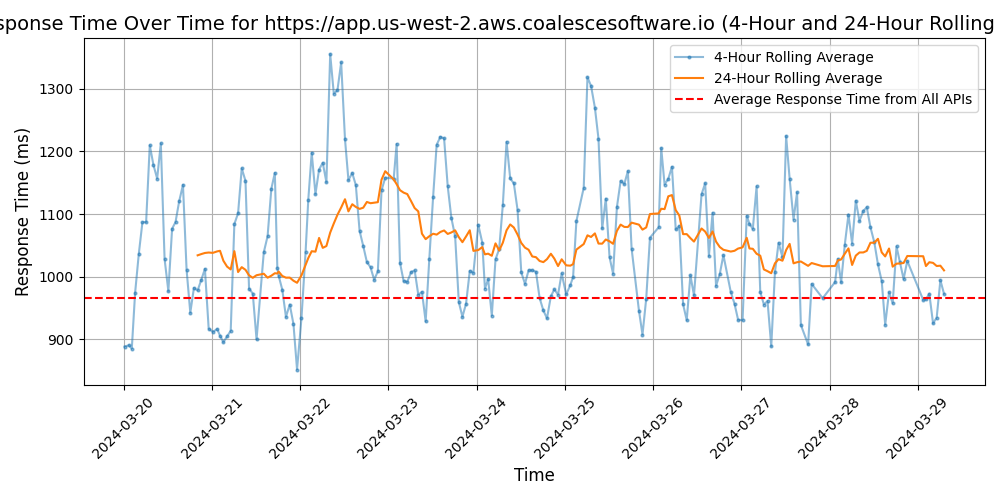 sponse Time Over Time for https://app.us-west-2.aws.coalescesoftware.io (4-Hour and 24-Hour Rolling
4-Hour Rolling Average
24-Hour Rolling Average
Average Response Time from All APIs
Response Time (ms)
1300
1200
1100
1000
900
2024-03-20
2024-03-21
2024-03-22
2024-03-23
2024-03-24
2024-03-25
2024-03-26
2024-03-27
2024-03-28
2024-03-29
Time